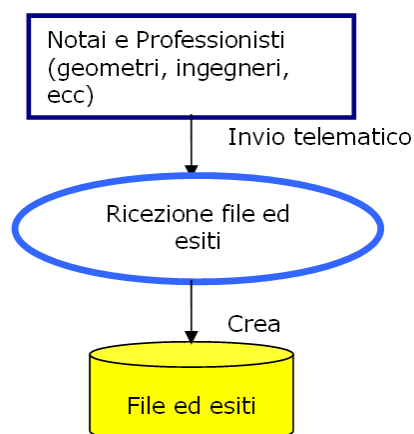 Notai e Professionisti
(geometri, ingegneri,
ecc)
Invio telematico
Ricezione file ed
esiti
Crea
File ed esiti